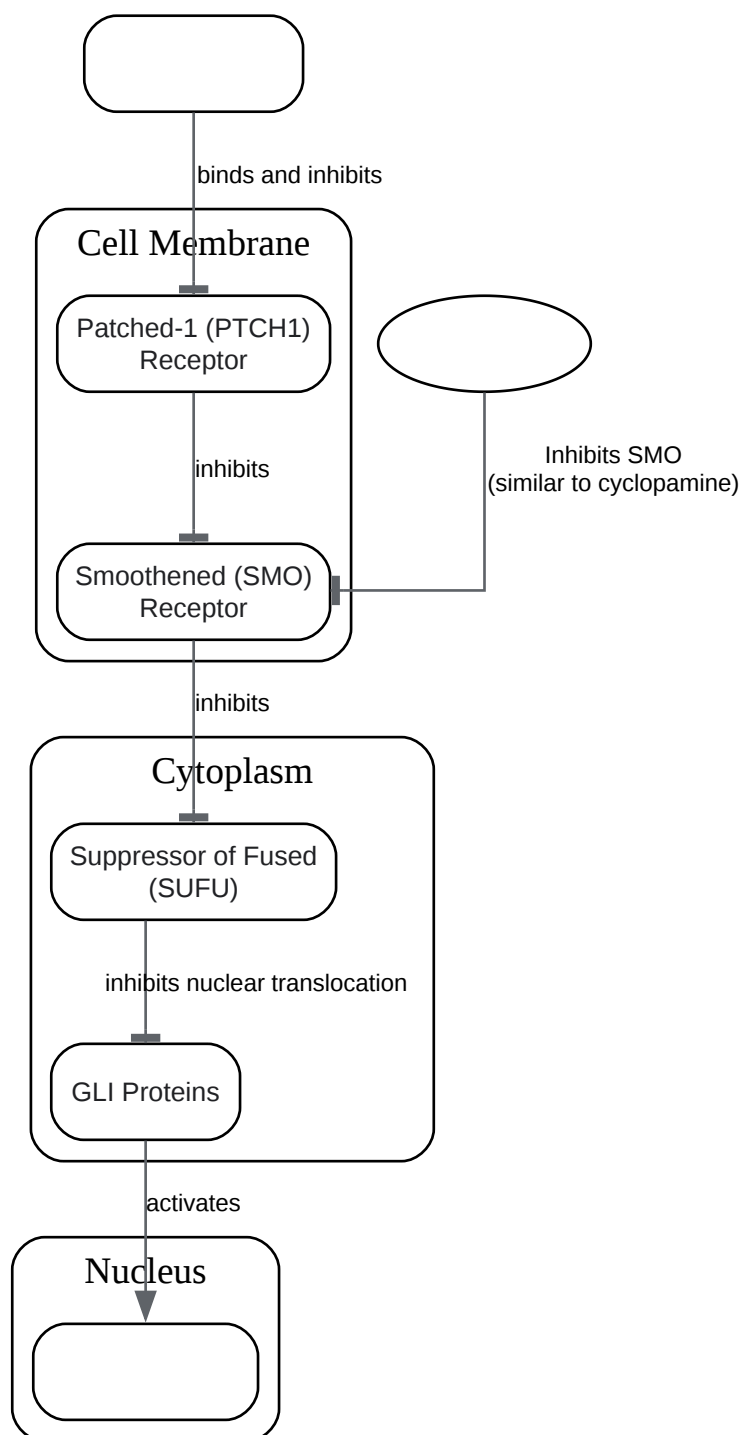 binds and inhibits
Cell Membrane
Patched-1 (PTCH1)
Receptor
Inhibits SMO
(similar to cyclopamine)
inhibits
Smoothened (SMO)
Receptor
inhibits
Cytoplasm
Suppressor of Fused
(SUFU)
inhibits nuclear translocation
GLI Proteins
activates
Nucleus